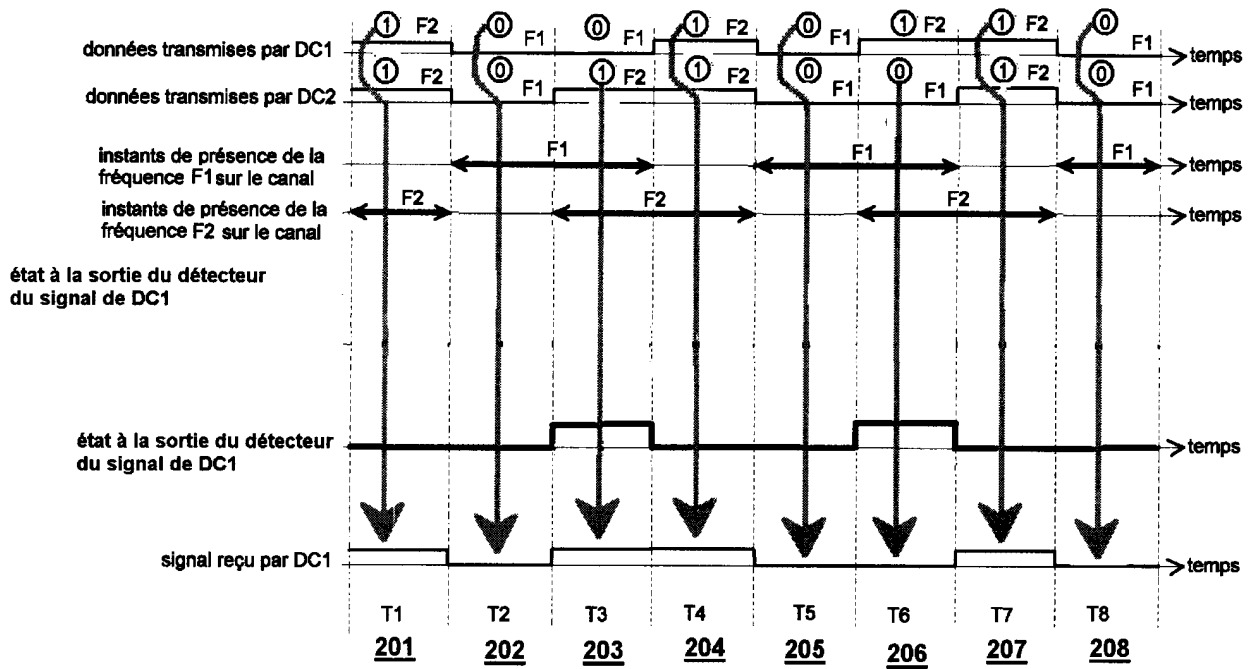 ① F2 ⓪ F1 ⓪ F1 ① F2 ⓪ F1 ① F2 ① F2 ⓪ F1
données transmises par DC1 temps
① F2 ⓪ F1 ① F2 ① F2 ⓪ F1 ⓪ F1 ① F2 ⓪ F1
données transmises par DC2 temps
instants de présence de la
fréquence F1 sur le canal
F1 F1 F1 temps
instants de présence de la
fréquence F2 sur le canal
F2 F2 F2 temps
état à la sortie du détecteur
du signal de DC1
état à la sortie du détecteur
du signal de DC1
temps
signal reçu par DC1 temps
T1 T2 T3 T4 T5 T6 T7 T8
201 202 203 204 205 206 207 208